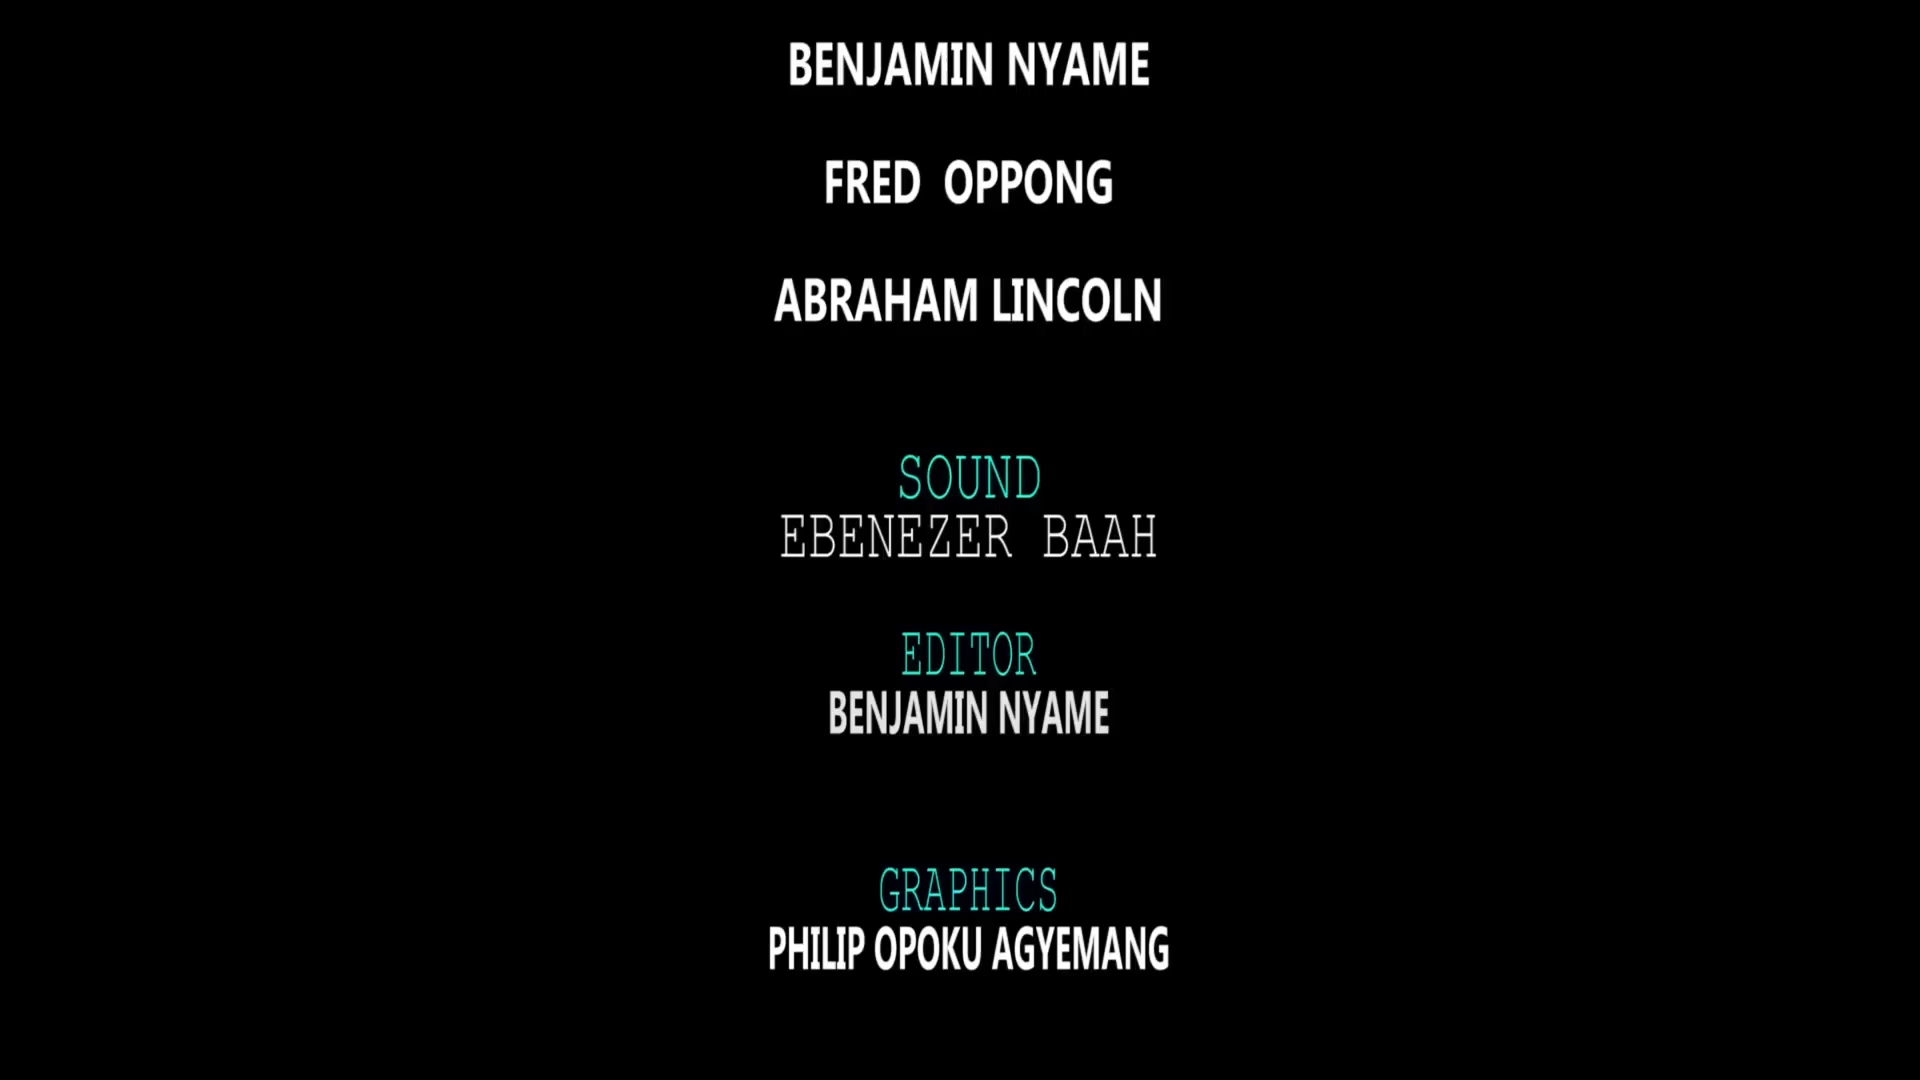 BENJAMIN NYAME
FRED OPPONG
ABRAHAM LINCOLN
SOUND
EBENEZER BAAH
EDITOR
BENJAMIN NYAME
GRAPHICS
PHILIP OPOKU AGYEMANG